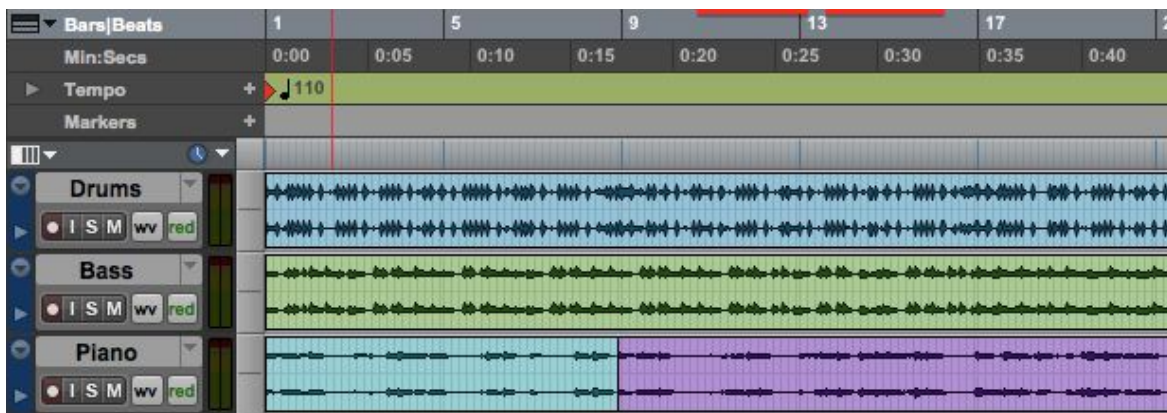 Bars|Beats 1 5 9 13 17
Min:Secs 0:00 0:05 0:10 0:15 0:20 0:25 0:30 0:35 0:40
Tempo + 110
Markers +
Drums
I S M wv red
Bass
I S M wv red
Piano
I S M wv red